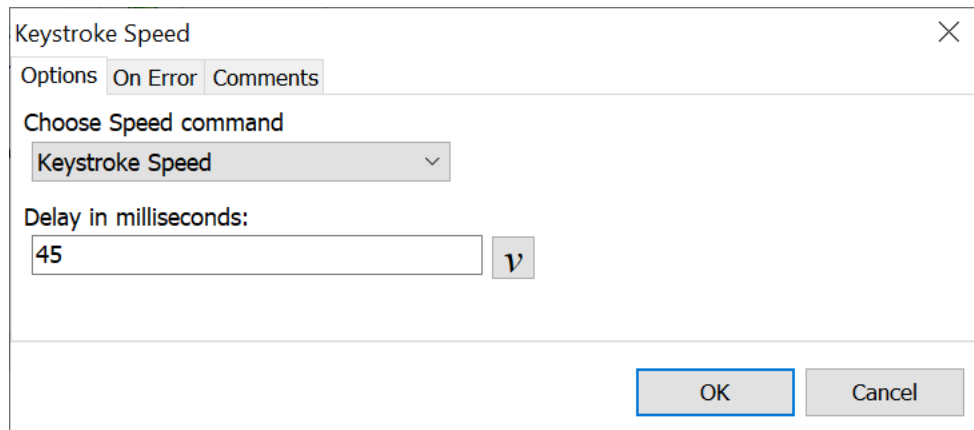 Keystroke Speed
Options On Error Comments
Choose Speed command
Keystroke Speed
Delay in milliseconds:
45 v
OK Cancel